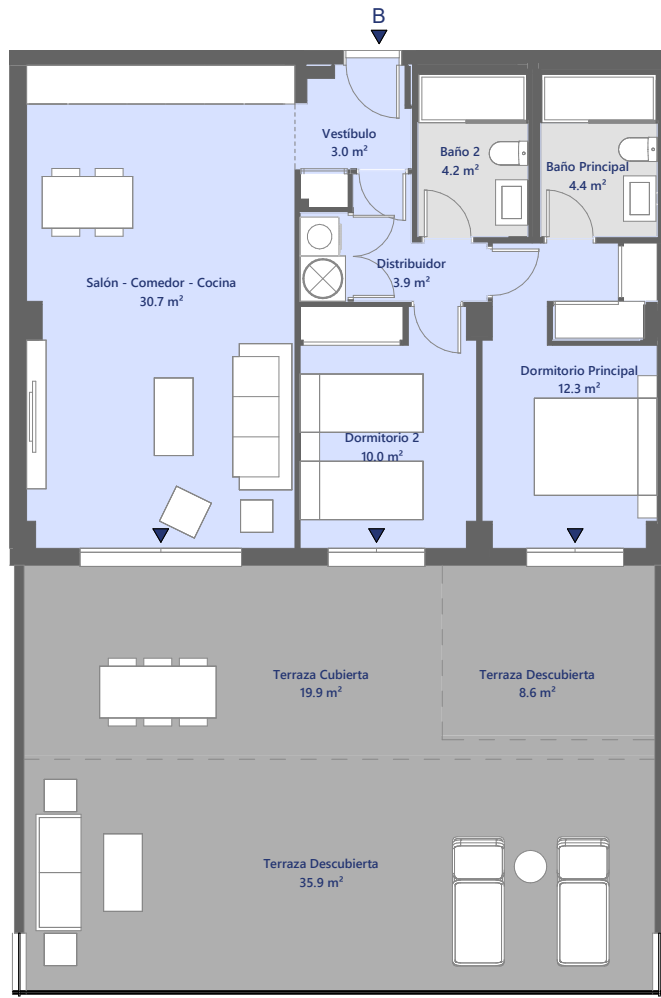 B
Vestíbulo
3.0 m²
Baño 2
4.2 m²
Baño Principal
4.4 m²
Distribuidor
3.9 m²
Salón - Comedor - Cocina
30.7 m²
Dormitorio Principal
12.3 m²
Dormitorio 2
10.0 m²
Terraza Cubierta
19.9 m²
Terraza Descubierta
8.6 m²
Terraza Descubierta
35.9 m²